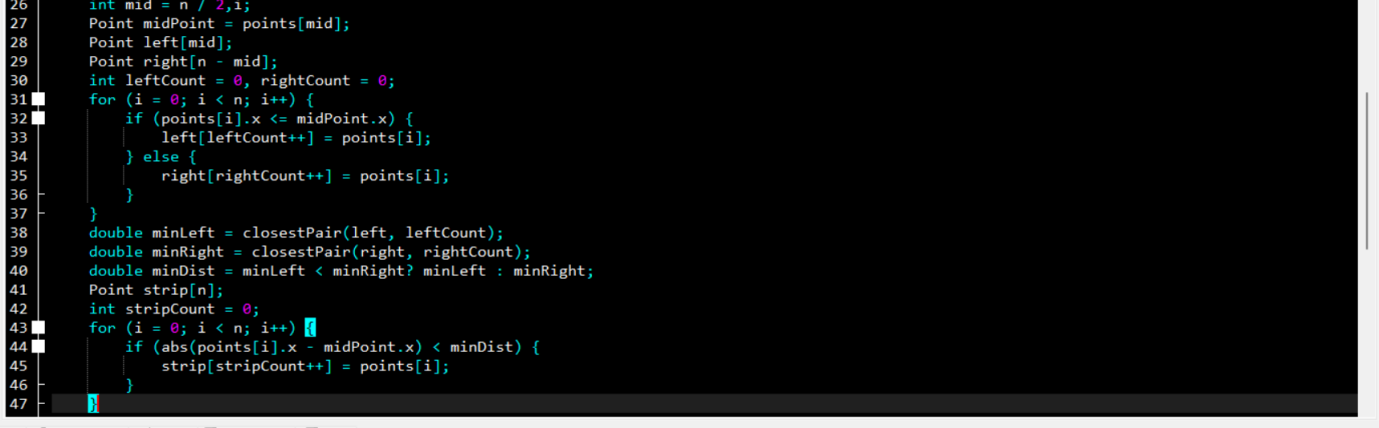 26 int mid = n / 2,i;
27 Point midPoint = points[mid];
28 Point left[mid];
29 Point right[n - mid];
30 int leftCount = 0, rightCount = 0;
31 for (i = 0; i < n; i++) {
32 if (points[i].x <= midPoint.x) {
33 left[leftCount++] = points[i];
34 } else {
35 right[rightCount++] = points[i];
36 }
37 }
38 double minLeft = closestPair(left, leftCount);
39 double minRight = closestPair(right, rightCount);
40 double minDist = minLeft < minRight? minLeft : minRight;
41 Point strip[n];
42 int stripCount = 0;
43 for (i = 0; i < n; i++) {
44 if (abs(points[i].x - midPoint.x) < minDist) {
45 strip[stripCount++] = points[i];
46 }
47 }